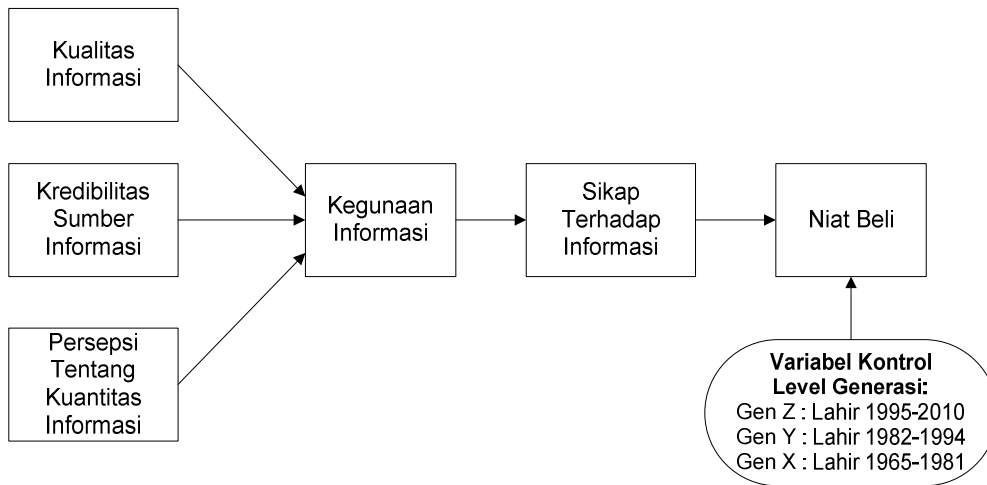 Kualitas
Informasi
Kredibilitas
Sumber
Informasi
Persepsi
Tentang
Kuantitas
Informasi
Kegunaan
Informasi
Sikap
Terhadap
Informasi
Niat Beli
Variabel Kontrol
Level Generasi:
Gen Z : Lahir 1995-2010
Gen Y : Lahir 1982-1994
Gen X : Lahir 1965-1981